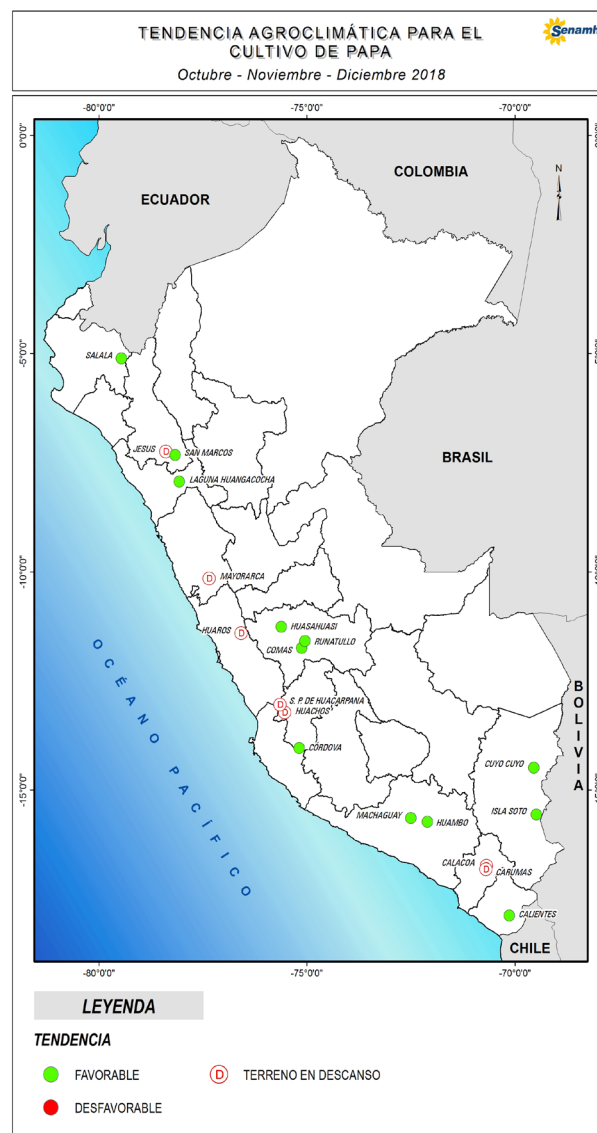 TENDENCIA AGROCLIMÁTICA PARA EL
CULTIVO DE PAPA
Octubre - Noviembre - Diciembre 2018
Senamhi
-80°0'0" -75°0'0" -70°0'0"
0°0'0"
COLOMBIA
ECUADOR
N
SALALA
-5°0'0"
JESUS
D
SAN MARCOS
BRASIL
LAGUNA HUANGACOCHA
-10°0'0"
D
MAYORARCA
HUASAHUASI
HUAROS
D
RUNATULLO
COMAS
OCÉANO PACÍFICO
BOLIVIA
D
S. P. DE HUACARPANA
D
HUACHOS
CORDOVA
CUYO CUYO
-15°0'0"
MACHAGUAY
HUAMBO
ISLA SOTO
CALACOA
D
CARUMAS
CALIENTES
CHILE
-80°0'0" -75°0'0" -70°0'0"
LEYENDA
TENDENCIA
FAVORABLE
D TERRENO EN DESCANSO
DESFAVORABLE